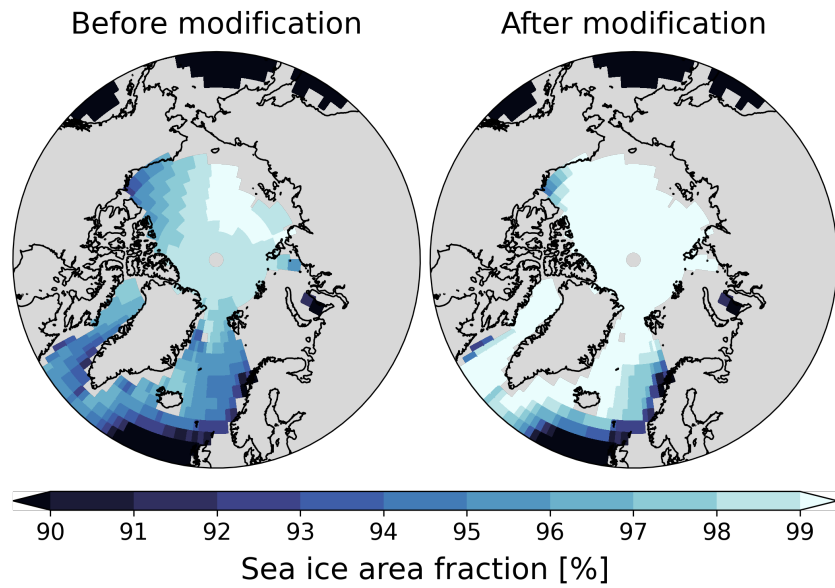 Before modification
After modification
90 91 92 93 94 95 96 97 98 99
Sea ice area fraction [%]